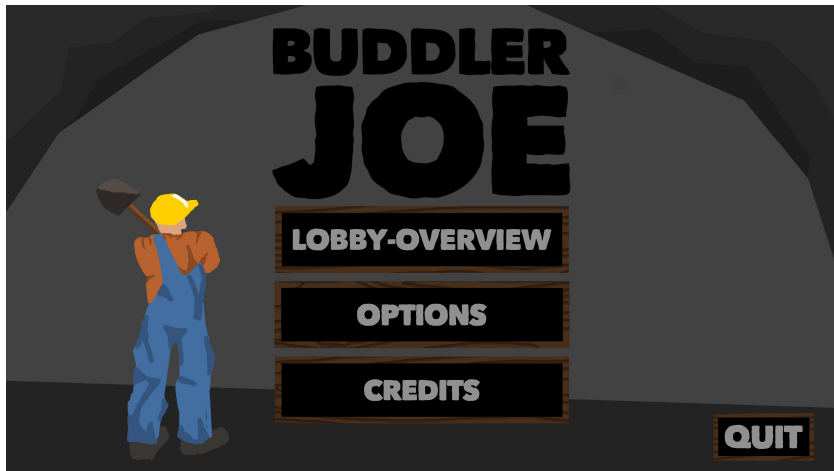 BUDDLER
JOE
LOBBY-OVERVIEW
OPTIONS
CREDITS
QUIT